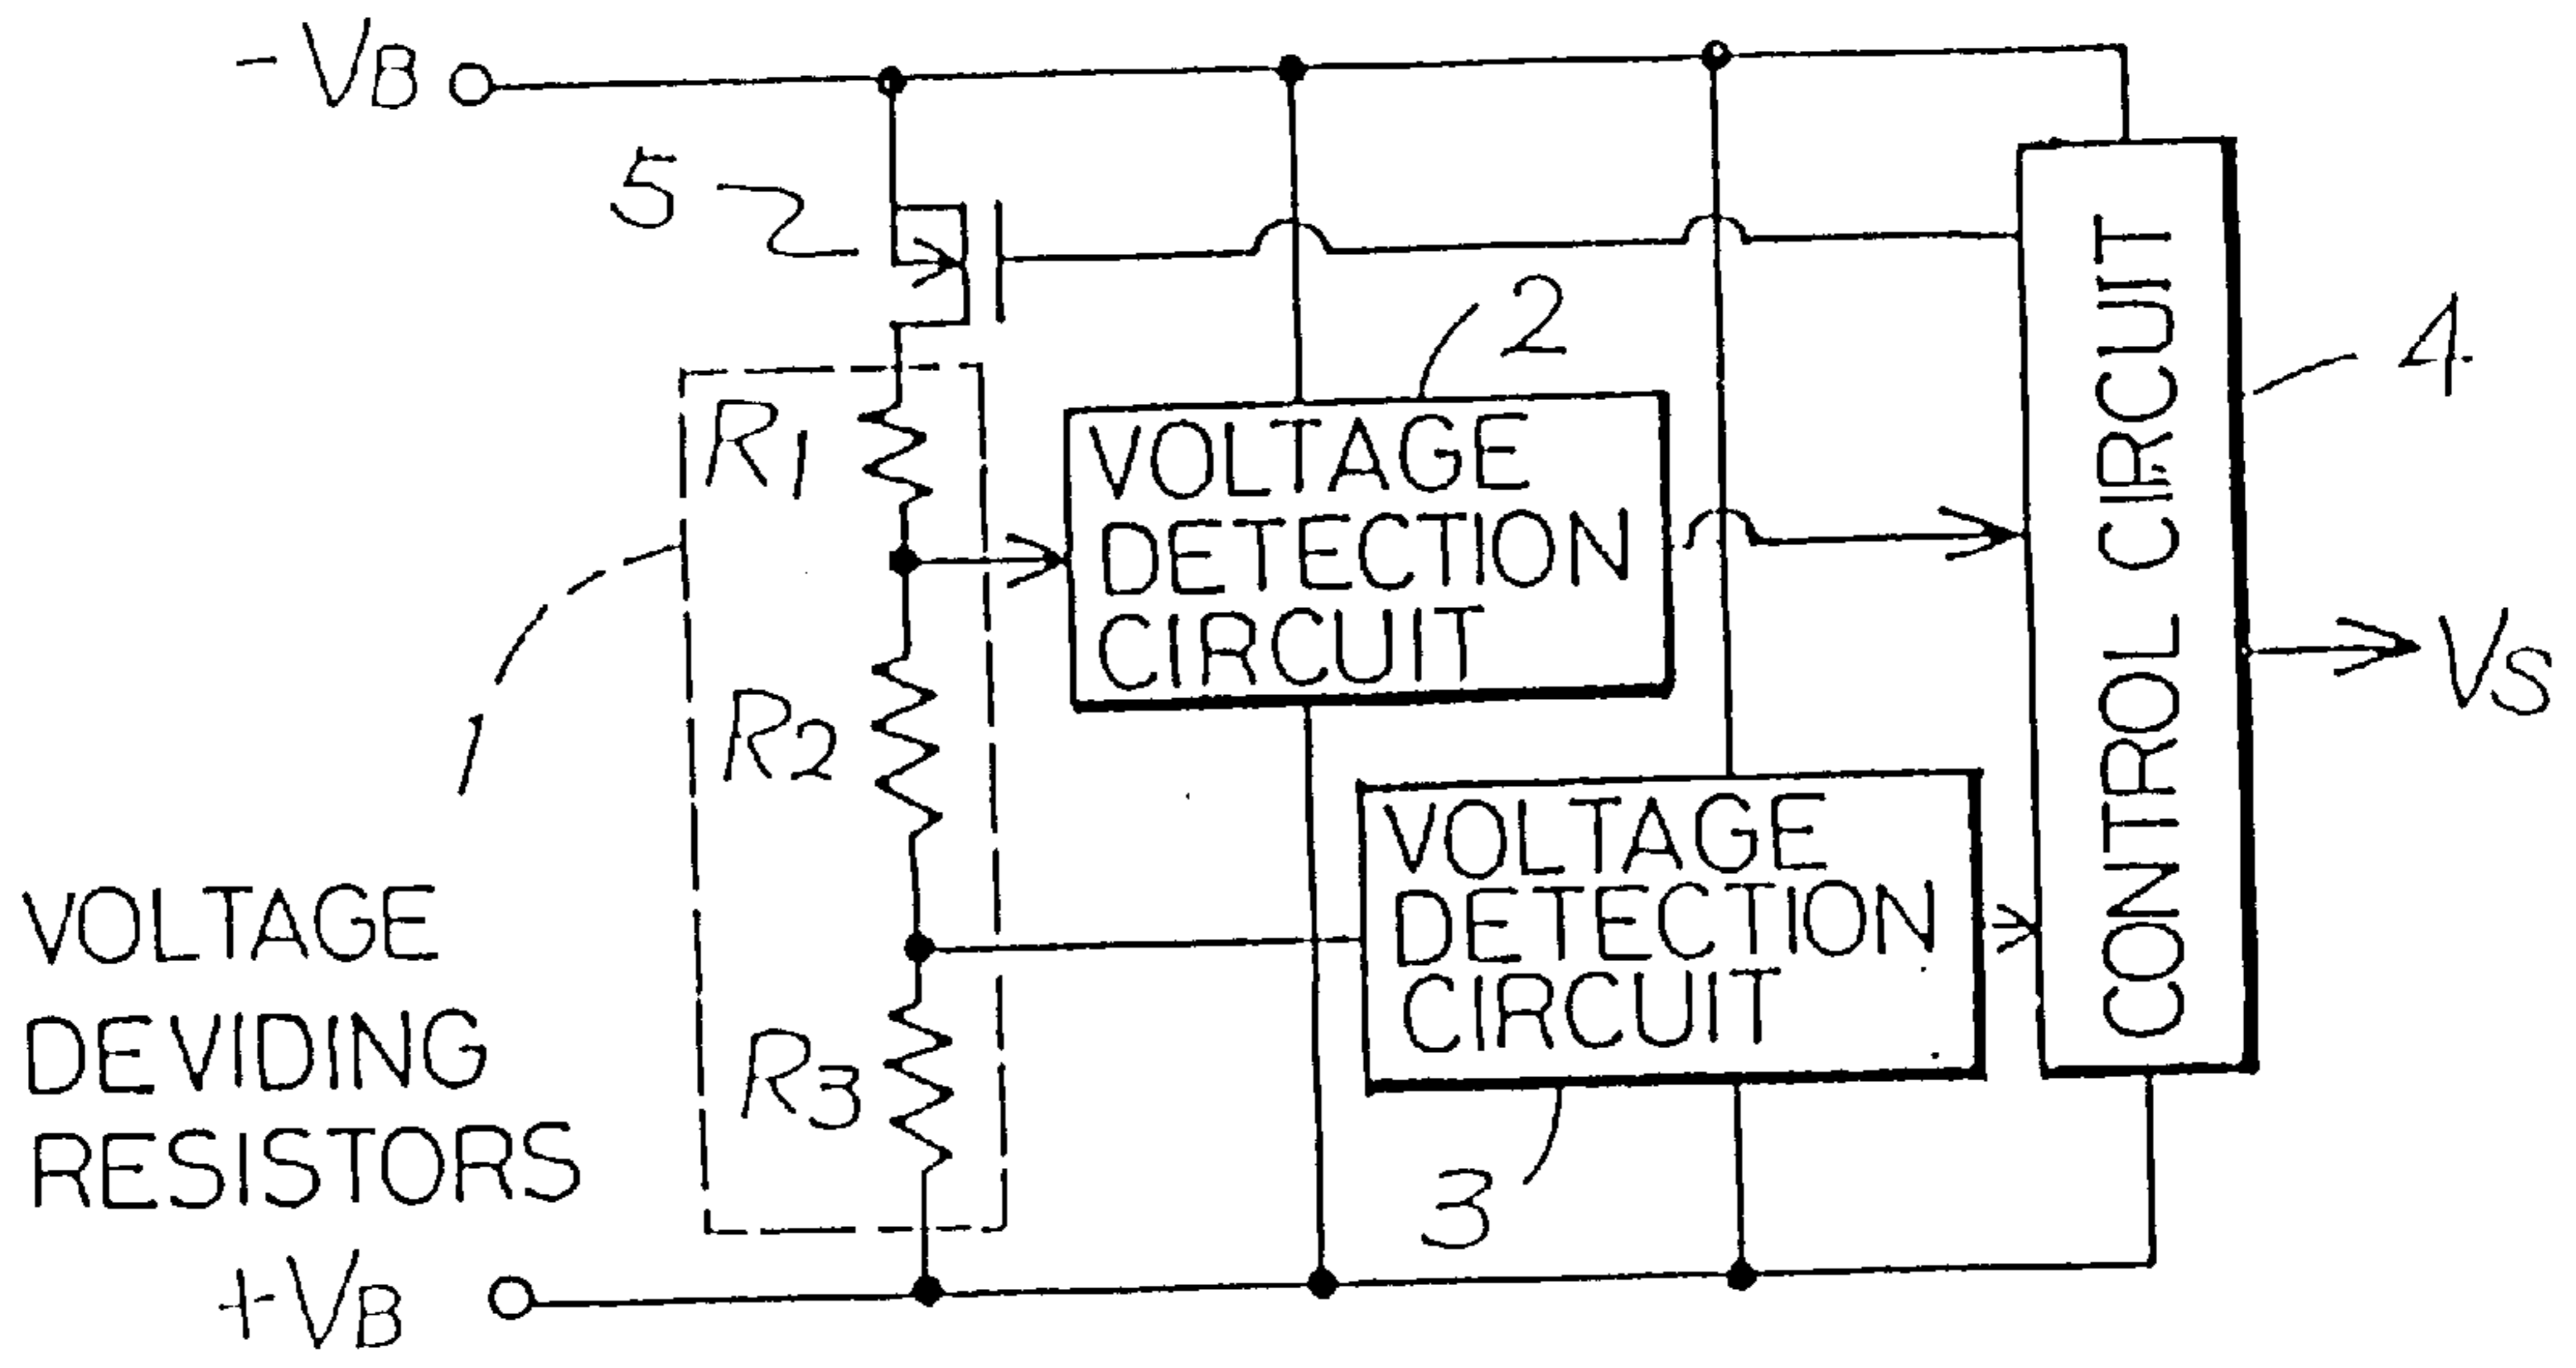 -VB
5
2
4
R1
VOLTAGE
DETECTION
CIRCUIT
CONTROL CIRCUIT
VS
1
R2
VOLTAGE
DETECTION
CIRCUIT
VOLTAGE
DEVIDING
RESISTORS
R3
3
+VB